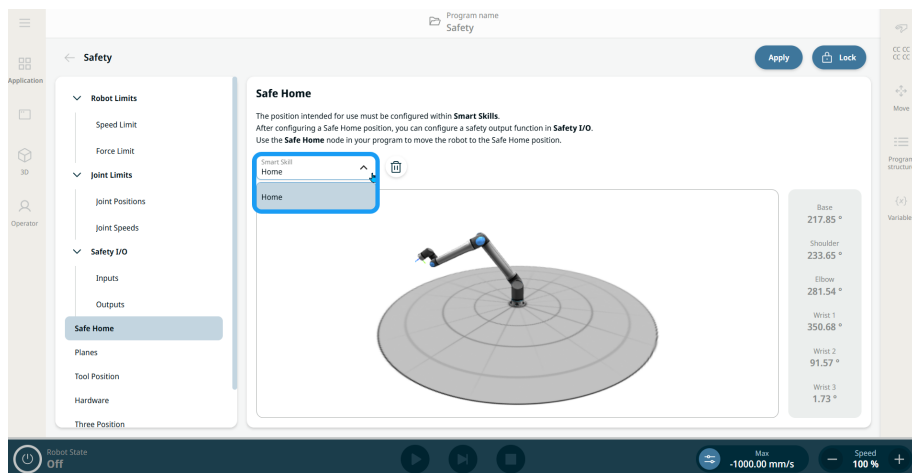 Program name
Safety
Safety
Apply
Lock
CC CC
CC CC
Application
3D
Operator
Move
Program
structure
{x}
Variable
Robot Limits
Speed Limit
Force Limit
Joint Limits
Joint Positions
Joint Speeds
Safety I/O
Inputs
Outputs
Safe Home
Planes
Tool Position
Hardware
Three Position
Safe Home
The position intended for use must be configured within Smart Skills.
After configuring a Safe Home position, you can configure a safety output function in Safety I/O.
Use the Safe Home node in your program to move the robot to the Safe Home position.
Smart Skill
Home
Home
Base
217.85 °
Shoulder
233.65 °
Elbow
281.54 °
Wrist 1
350.68 °
Wrist 2
91.57 °
Wrist 3
1.73 °
Robot State
Off
Max
-1000.00 mm/s
Speed
100 %